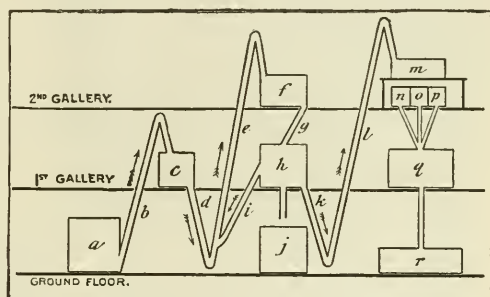 2ND GALLERY.
1ST GALLERY.
GROUND FLOOR.
a
b
c
d
e
f
g
h
i
j
k
l
m
n o p
q
r